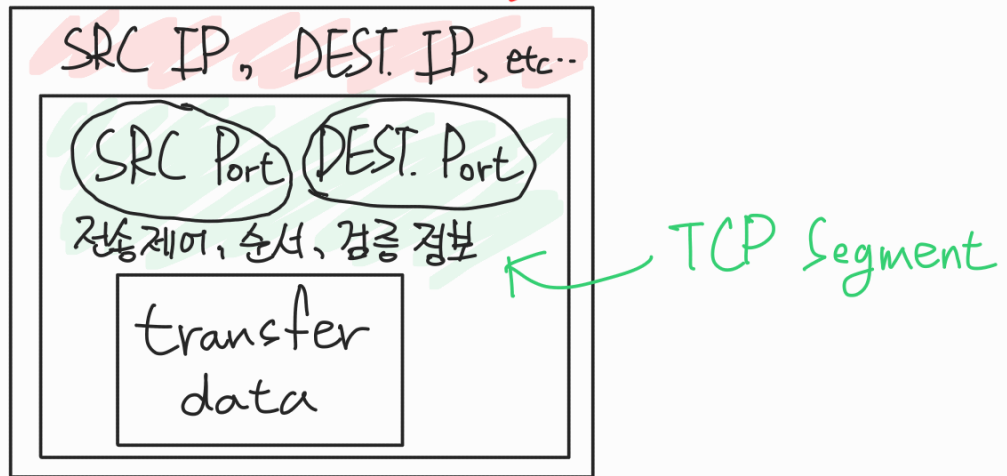 SRC IP, DEST. IP, etc..
SRC Port DEST. Port
전송제어, 순서, 검증 정보
TCP Segment
transfer
data